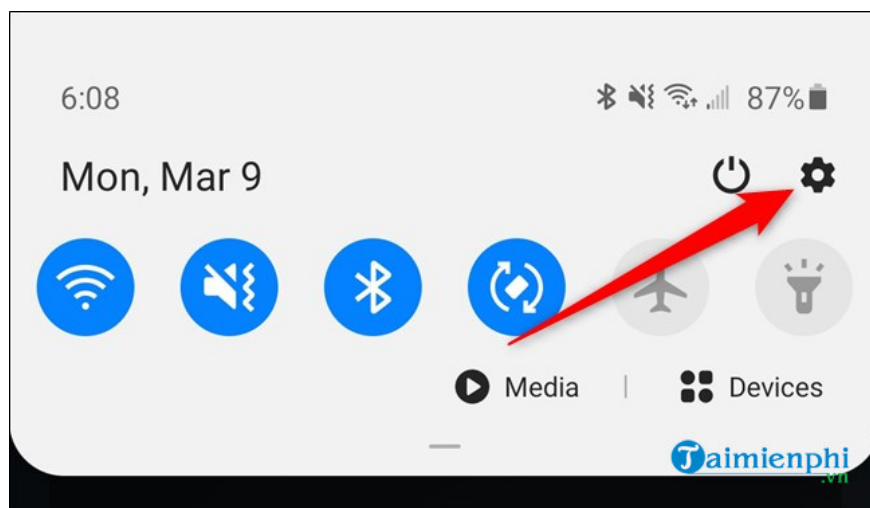 6:08 87%
Mon, Mar 9
Media | Devices
Taimienphi
.vn